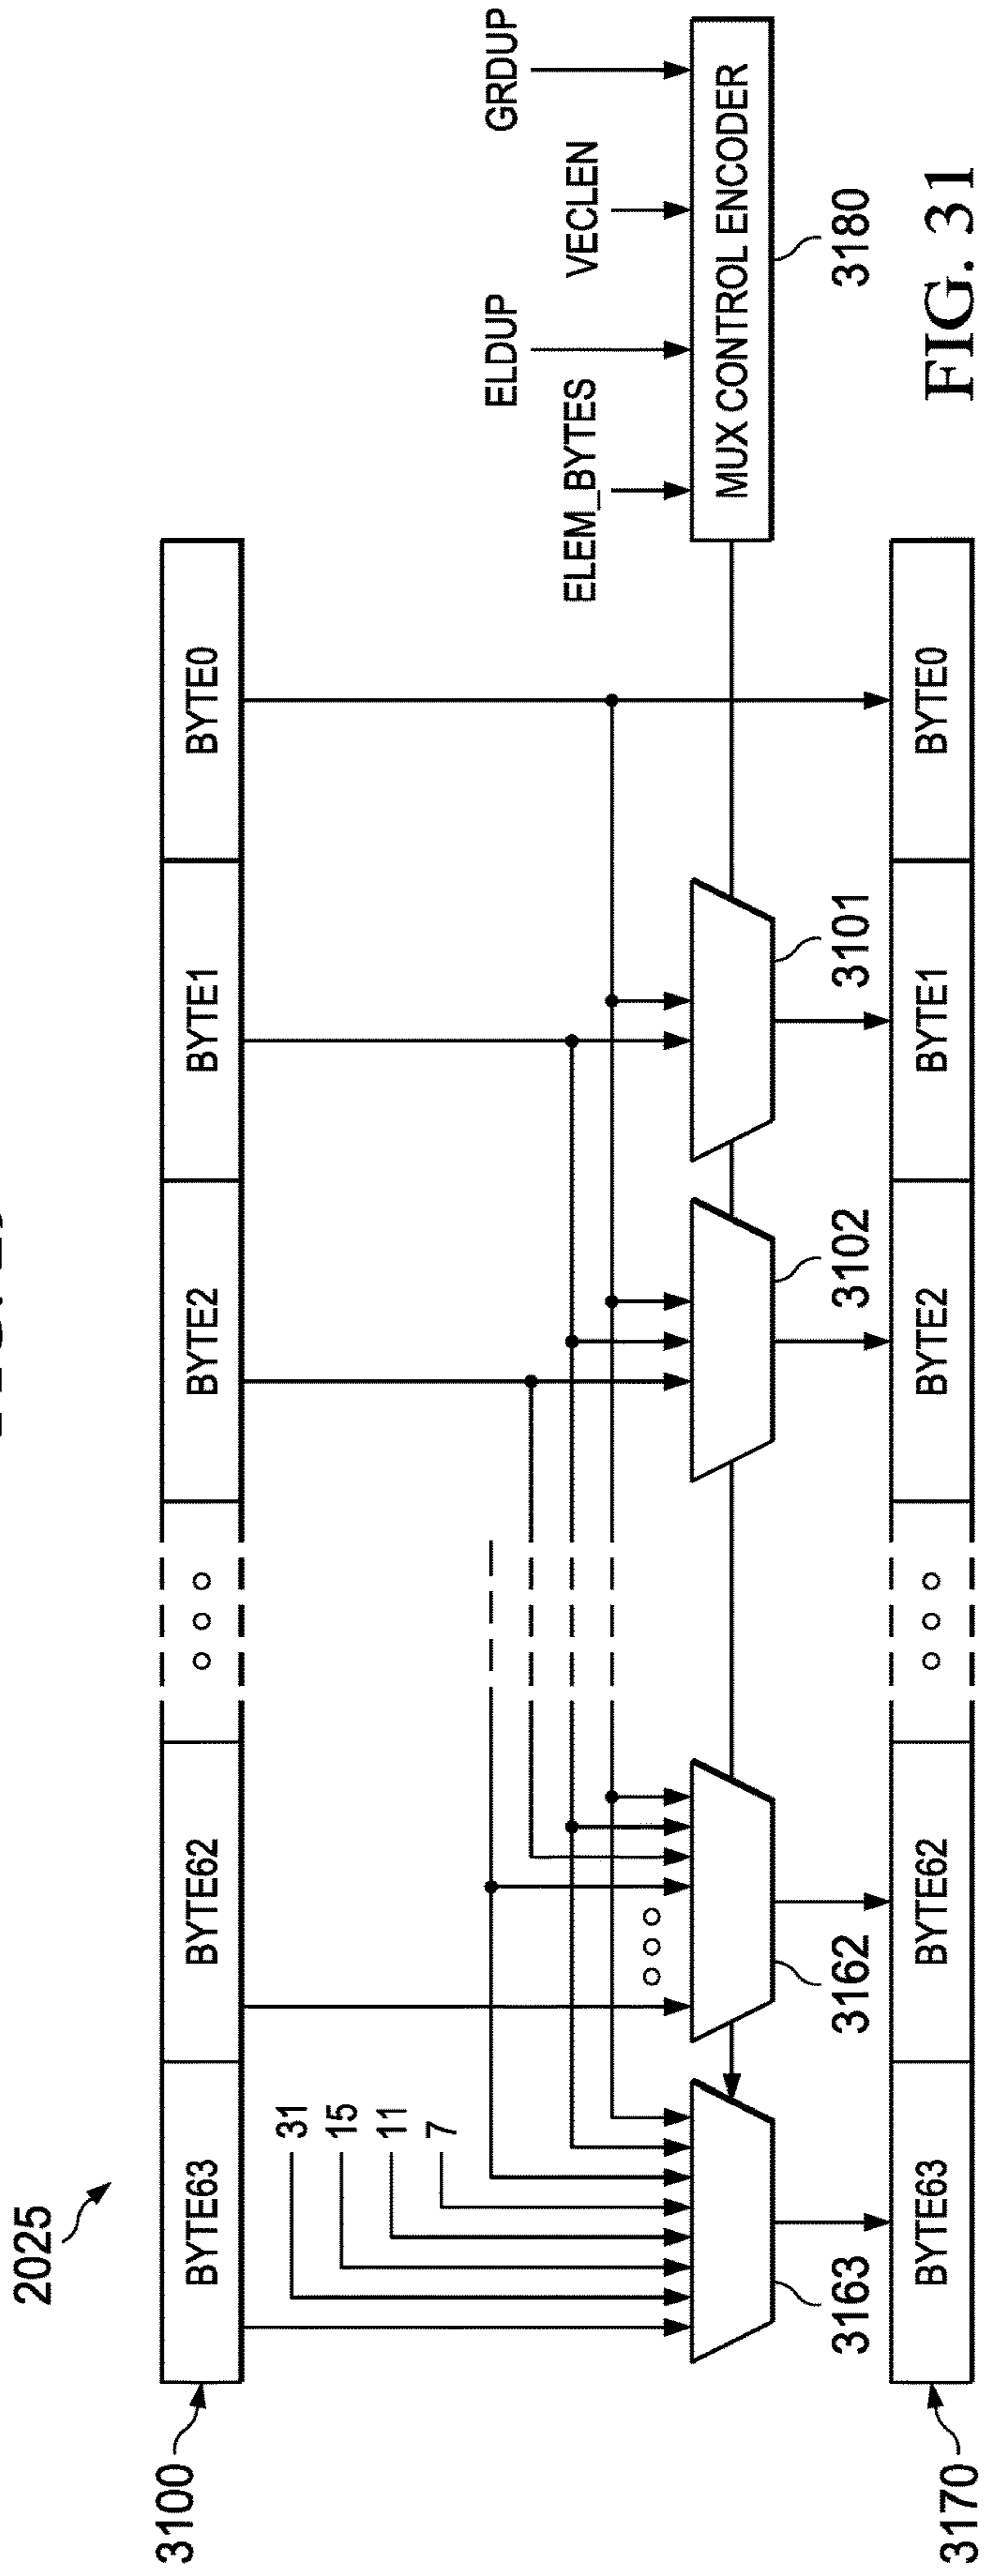 2025
3100
BYTE63
BYTE62
BYTE2
BYTE1
BYTE0
31
15
11
7
ELDUP
GRDUP
ELEM_BYTES
VECLEN
MUX CONTROL ENCODER
3163
3162
3102
3101
3180
3170
BYTE63
BYTE62
BYTE2
BYTE1
BYTE0
FIG. 31